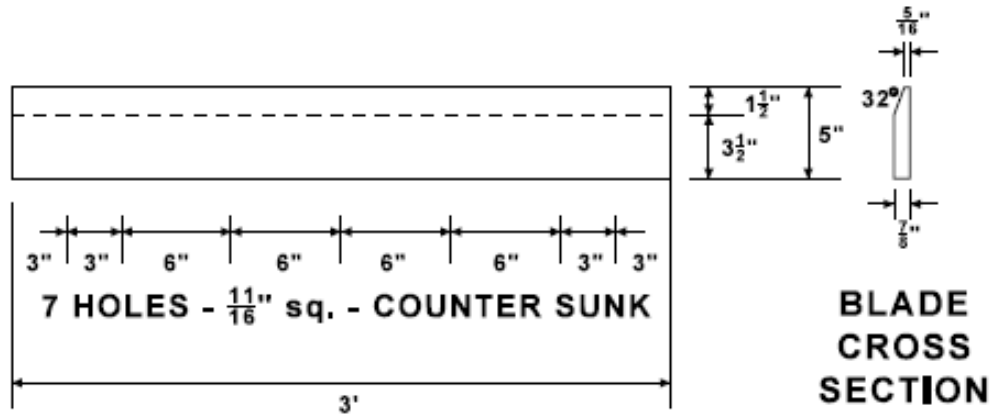 5/16"
1 1/2"
32°
5"
3 1/2"
7/8"
3" 3" 6" 6" 6" 6" 3" 3"
7 HOLES - 11/16" sq. - COUNTER SUNK
3'
BLADE
CROSS
SECTION